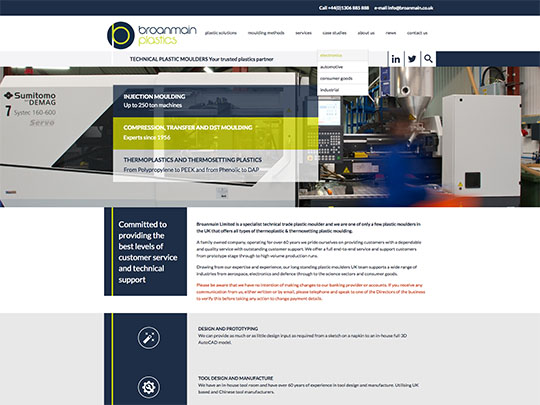 Call +44(0)1306 885 888 e-mail info@broanmain.co.uk
broanmain
plastics
plastic solutions moulding methods services case studies about us news contact us
TECHNICAL PLASTIC MOULDERS Your trusted plastics partner
electronics
automotive
consumer goods
industrial
Sumitomo
DEMAG
7 Systec 160-600
Servo
INJECTION MOULDING
Up to 250 ton machines
COMPRESSION, TRANSFER AND DST MOULDING
Experts since 1956
THERMOPLASTICS AND THERMOSETTING PLASTICS
From Polypropylene to PEEK and from Phenolic to DAP
Committed to
providing the
best levels of
customer service
and technical
support
Broanmain Limited is a specialist technical trade plastic moulder and we are one of only a few plastic moulders in
the UK that offers all types of thermoplastic & thermosetting plastic moulding.
A family owned company, operating for over 60 years we pride ourselves on providing customers with a dependable
and quality service with outstanding customer support. We offer a full end-to-end service and support customers
from prototype stage through to high volume production runs.
Drawing from our expertise and experience, our long standing plastic moulders UK team supports a wide range of
industries from aerospace, electronics and defence through to the science sectors and consumer goods.
Please be aware that we have no intention of making changes to our banking provider or accounts. If you receive any
communication from us either written or by email, please telephone and speak to one of the Directors of the business
to verify this before taking any action to change payment details.
DESIGN AND PROTOTYPING
We can provide as much or as little design input as required from a sketch on a napkin to an in-house full 3D
AutoCAD model.
TOOL DESIGN AND MANUFACTURE
We have an in-house tool room and have over 60 years of experience in tool design and manufacture. Utilising UK
based and Chinese tool manufacturers.